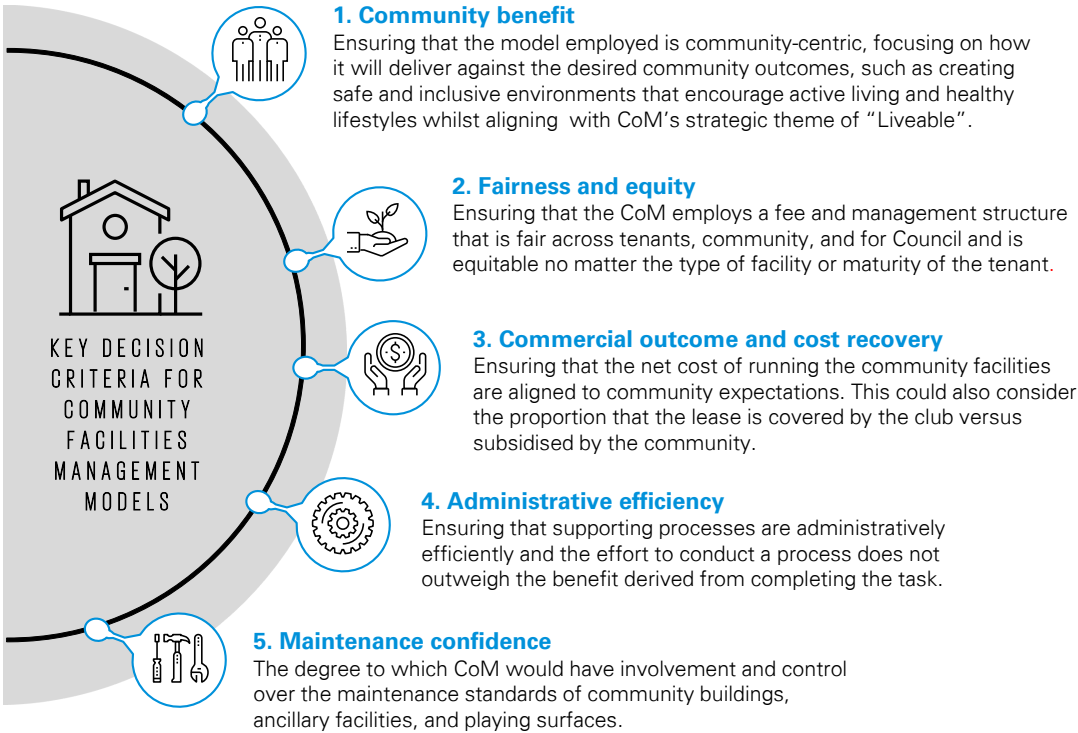 1. Community benefit
Ensuring that the model employed is community-centric, focusing on how
it will deliver against the desired community outcomes, such as creating
safe and inclusive environments that encourage active living and healthy
lifestyles whilst aligning with CoM's strategic theme of "Liveable".
2. Fairness and equity
Ensuring that the CoM employs a fee and management structure
that is fair across tenants, community, and for Council and is
equitable no matter the type of facility or maturity of the tenant.
KEY DECISION
CRITERIA FOR
COMMUNITY
FACILITIES
MANAGEMENT
MODELS
3. Commercial outcome and cost recovery
Ensuring that the net cost of running the community facilities
are aligned to community expectations. This could also consider
the proportion that the lease is covered by the club versus
subsidised by the community.
4. Administrative efficiency
Ensuring that supporting processes are administratively
efficiently and the effort to conduct a process does not
outweigh the benefit derived from completing the task.
5. Maintenance confidence
The degree to which CoM would have involvement and control
over the maintenance standards of community buildings,
ancillary facilities, and playing surfaces.